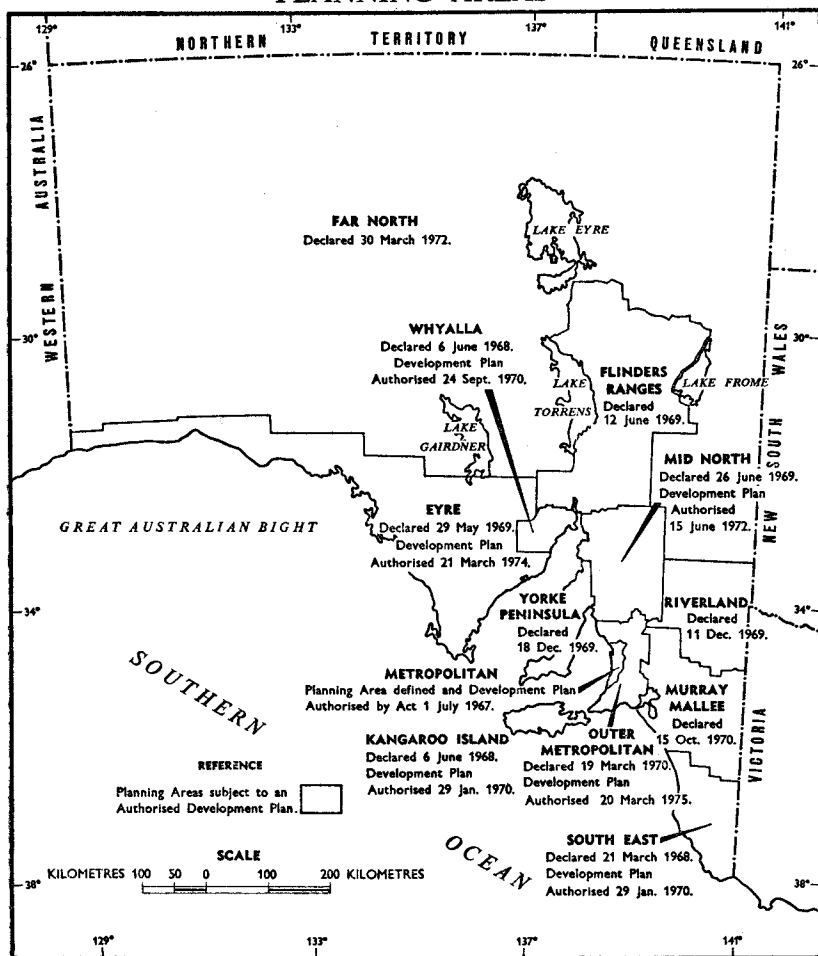 PLANNING AREAS
129° 133° 137° 141°
NORTHERN TERRITORY QUEENSLAND
26° 26°
WESTERN AUSTRALIA
FAR NORTH
Declared 30 March 1972.
LAKE EYRE
30° 30°
WHYALLA
Declared 6 June 1968.
Development Plan
Authorised 24 Sept. 1970.
LAKE
TORRENS
FLINDERS
RANGES
Declared
12 June 1969.
LAKE FROME
NEW SOUTH WALES
LAKE
GAIRDNER
MID NORTH
Declared 26 June 1969.
Development Plan
Authorised
15 June 1972.
GREAT AUSTRALIAN BIGHT
EYRE
Declared 29 May 1969.
Development Plan
Authorised 21 March 1974.
34° 34°
YORKE
PENINSULA
Declared
18 Dec. 1969.
RIVERLAND
Declared
11 Dec. 1969.
SOUTHERN
METROPOLITAN
Planning Area defined and Development Plan
Authorised by Act 1 July 1967.
MURRAY
MALLEE
Declared
15 Oct. 1970.
VICTORIA
KANGAROO ISLAND
Declared 6 June 1968.
Development Plan
Authorised 29 Jan. 1970.
OUTER
METROPOLITAN
Declared 19 March 1970.
Development Plan
Authorised 20 March 1975.
REFERENCE
Planning Areas subject to an
Authorised Development Plan.
OCEAN
SOUTH EAST
Declared 21 March 1968.
Development Plan
Authorised 29 Jan. 1970.
SCALE
KILOMETRES 100 50 0 100 200 KILOMETRES
38° 38°
129° 133° 137° 141°